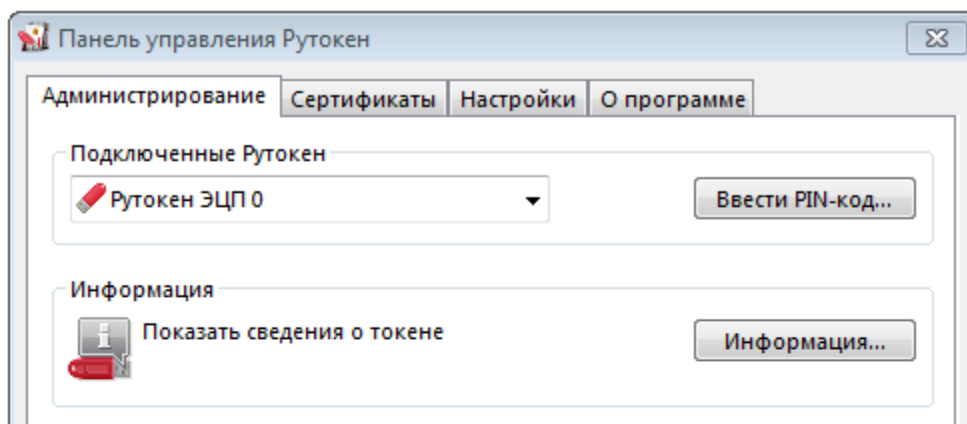 Панель управления Рутокен
Администрирование Сертификаты Настройки О программе
Подключенные Рутокен
Рутокен ЭЦП 0 Ввести PIN-код...
Информация
Показать сведения о токене Информация...